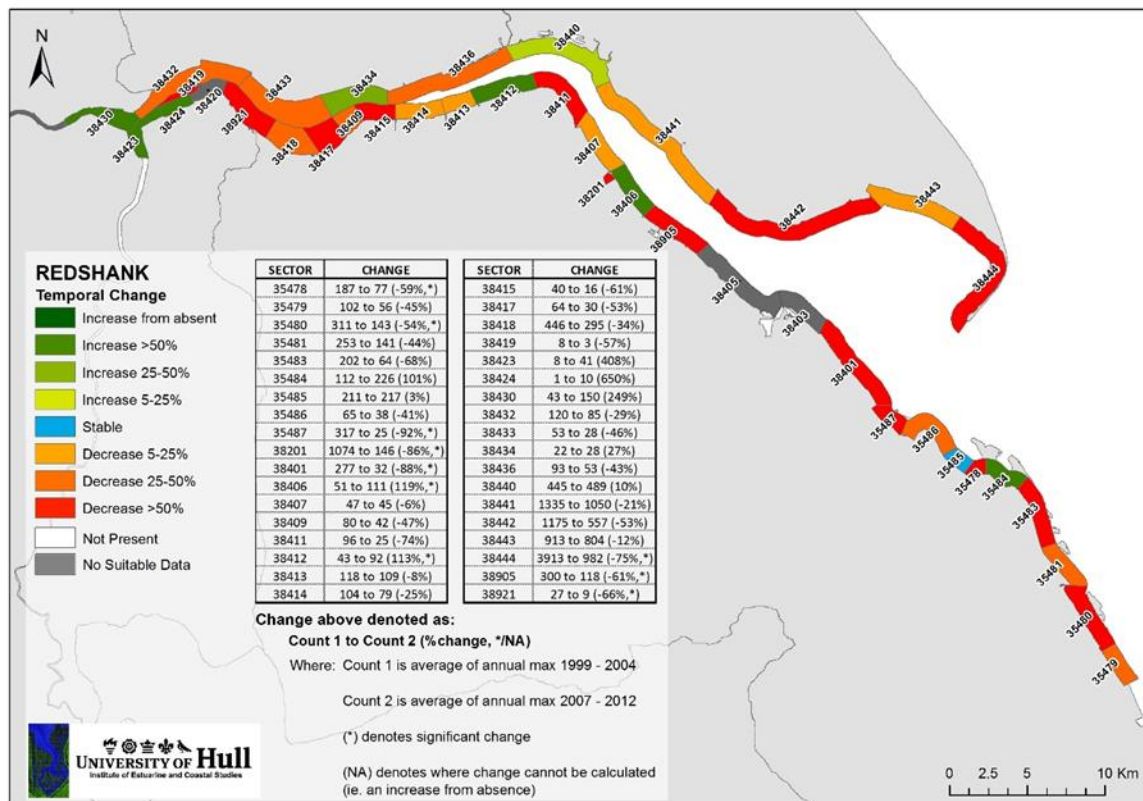 N
38432
38419
38420
38433
38434
38436
38440
38430
38424
38423
38921
38418
38417
38409
38415
38414
38413
38412
38411
38407
38201
38406
38905
38441
38442
38443
38444
38405
38403
38401
35487
35486
35485
35478
35484
35483
35481
35480
35479
REDSHANK
Temporal Change
Increase from absent
Increase >50%
Increase 25-50%
Increase 5-25%
Stable
Decrease 5-25%
Decrease 25-50%
Decrease >50%
Not Present
No Suitable Data
SECTOR CHANGE
35478 187 to 77 (-59%,*)
35479 102 to 56 (-45%)
35480 311 to 143 (-54%,*)
35481 253 to 141 (-44%)
35483 202 to 64 (-68%)
35484 112 to 226 (101%)
35485 211 to 217 (3%)
35486 65 to 38 (-41%)
35487 317 to 25 (-92%,*)
38201 1074 to 146 (-86%,*)
38401 277 to 32 (-88%,*)
38406 51 to 111 (119%,*)
38407 47 to 45 (-6%)
38409 80 to 42 (-47%)
38411 96 to 25 (-74%)
38412 43 to 92 (113%,*)
38413 118 to 109 (-8%)
38414 104 to 79 (-25%)
SECTOR CHANGE
38415 40 to 16 (-61%)
38417 64 to 30 (-53%)
38418 446 to 295 (-34%)
38419 8 to 3 (-57%)
38423 8 to 41 (408%)
38424 1 to 10 (650%)
38430 43 to 150 (249%)
38432 120 to 85 (-29%)
38433 53 to 28 (-46%)
38434 22 to 28 (27%)
38436 93 to 53 (-43%)
38440 445 to 489 (10%)
38441 1335 to 1050 (-21%)
38442 1175 to 557 (-53%)
38443 913 to 804 (-12%)
38444 3913 to 982 (-75%,*)
38905 300 to 118 (-61%,*)
38921 27 to 9 (-66%,*)
Change above denoted as:
Count 1 to Count 2 (%change, */NA)
Where: Count 1 is average of annual max 1999 - 2004
Count 2 is average of annual max 2007 - 2012
(*) denotes significant change
(NA) denotes where change cannot be calculated
(ie. an increase from absence)
UNIVERSITY OF Hull
Institute of Estuarine and Coastal Studies
0 2.5 5 10 Km